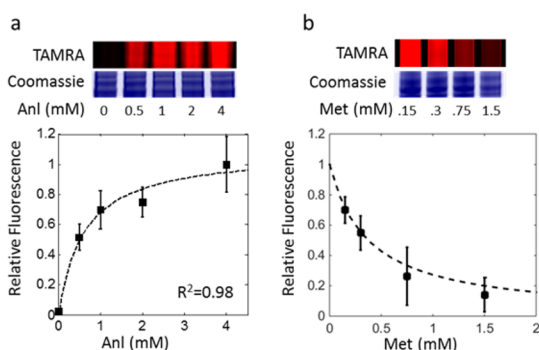 a
TAMRA
Coomassie
Anl (mM) 0 0.5 1 2 4
Relative Fluorescence
1.2
1
0.8
0.6
0.4
0.2
0
R²=0.98
0 1 2 3 4
Anl (mM)
b
TAMRA
Coomassie
Met (mM) .15 .3 .75 1.5
Relative Fluorescence
1.2
1
0.8
0.6
0.4
0.2
0
0 0.5 1 1.5 2
Met (mM)